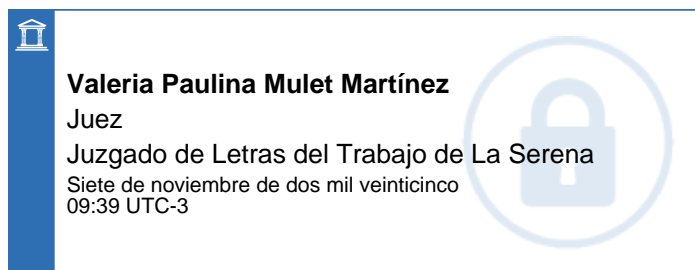 Valeria Paulina Mulet Martínez
Juez
Juzgado de Letras del Trabajo de La Serena
Siete de noviembre de dos mil veinticinco
09:39 UTC-3